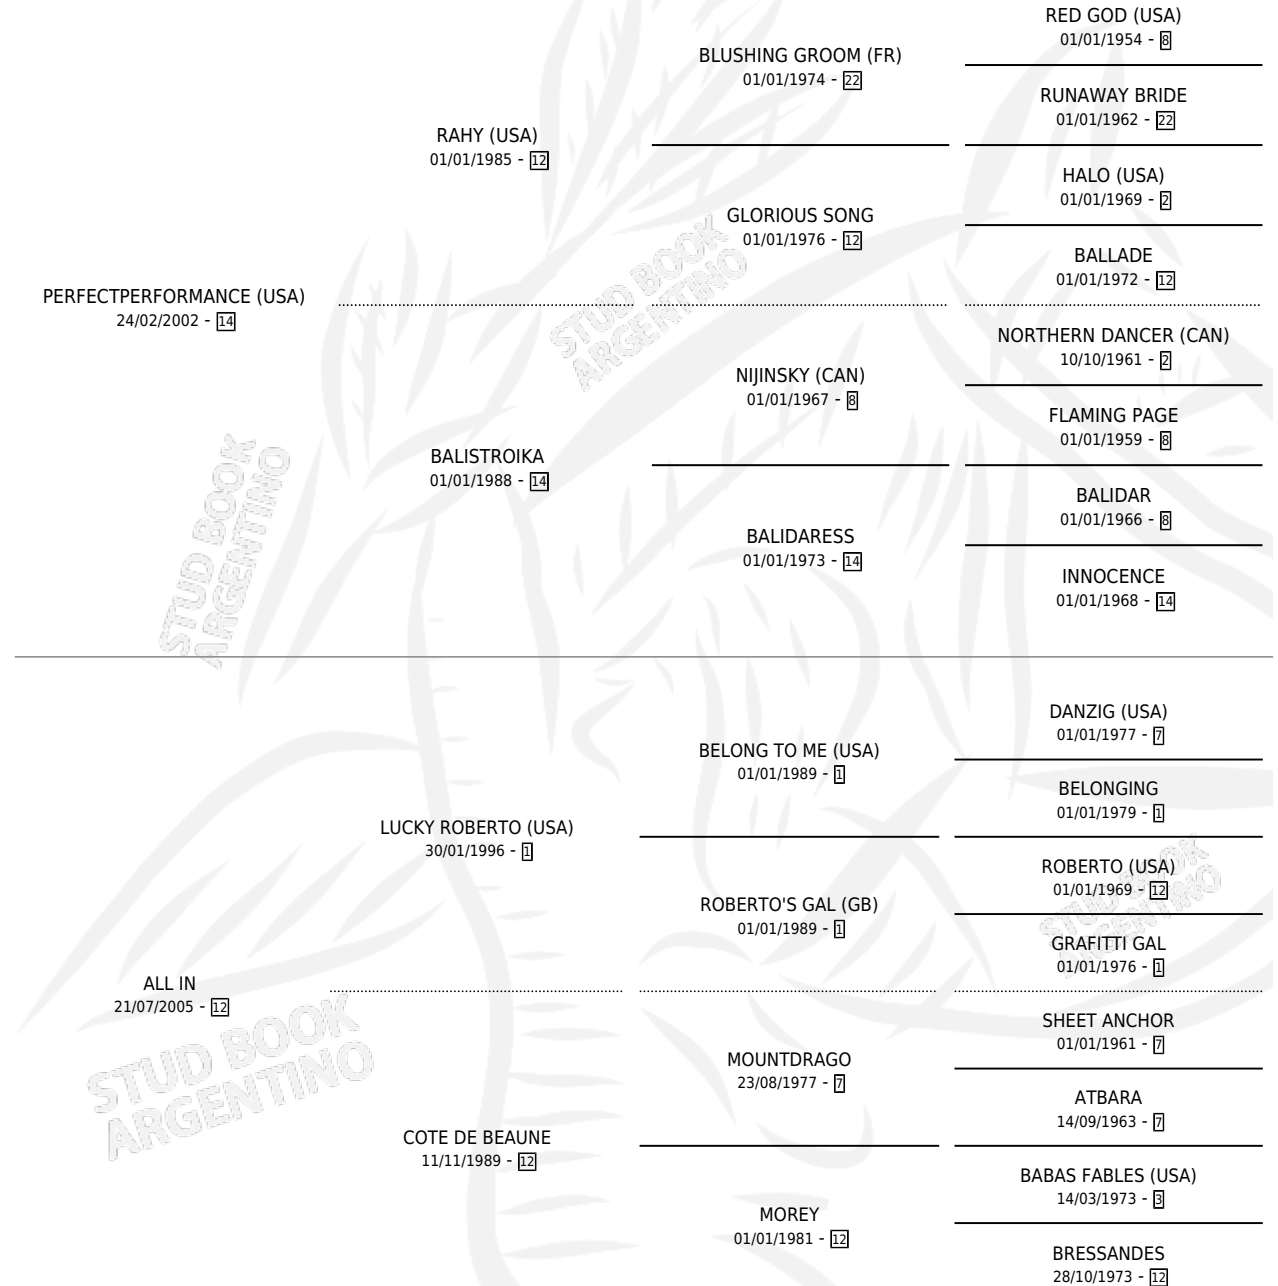 RED GOD (USA)
01/01/1954 - 8
BLUSHING GROOM (FR)
01/01/1974 - 22
RUNAWAY BRIDE
01/01/1962 - 22
RAHY (USA)
01/01/1985 - 12
HALO (USA)
01/01/1969 - 2
GLORIOUS SONG
01/01/1976 - 12
BALLADE
01/01/1972 - 12
PERFECTPERFORMANCE (USA)
24/02/2002 - 14
NORTHERN DANCER (CAN)
10/10/1961 - 2
NIJINSKY (CAN)
01/01/1967 - 8
FLAMING PAGE
01/01/1959 - 8
BALISTROIKA
01/01/1988 - 14
BALIDAR
01/01/1966 - 8
BALIDARESS
01/01/1973 - 14
INNOCENCE
01/01/1968 - 14
STUD BOOK
ARGENTINO
STUD BOOK
ARGENTINO
DANZIG (USA)
01/01/1977 - 7
BELONG TO ME (USA)
01/01/1989 - 1
BELONGING
01/01/1979 - 1
LUCKY ROBERTO (USA)
30/01/1996 - 1
ROBERTO (USA)
01/01/1969 - 12
ROBERTO'S GAL (GB)
01/01/1989 - 1
GRAFITTI GAL
01/01/1976 - 1
STUD BOOK
ARGENTINO
ALL IN
21/07/2005 - 12
SHEET ANCHOR
01/01/1961 - 7
MOUNTDRAGO
23/08/1977 - 7
ATBARA
14/09/1963 - 7
STUD BOOK
ARGENTINO
COTE DE BEAUNE
11/11/1989 - 12
BABAS FABLES (USA)
14/03/1973 - 3
MOREY
01/01/1981 - 12
BRESSANDES
28/10/1973 - 12